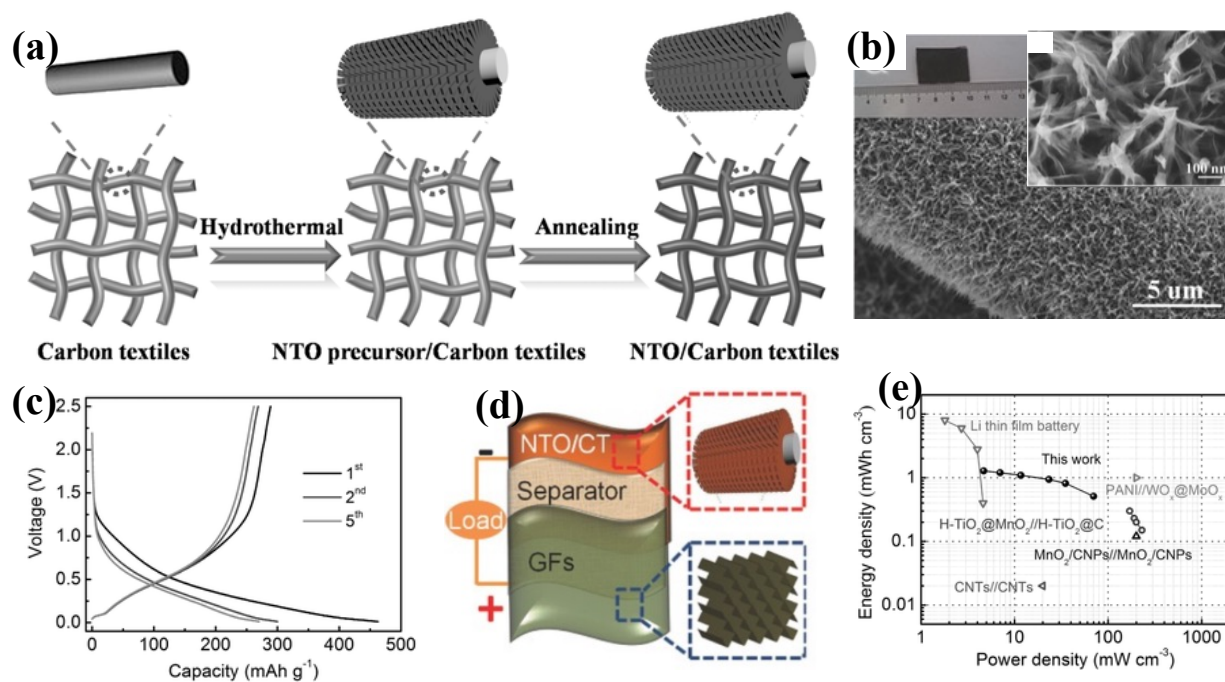 (a)
Hydrothermal
Annealing
Carbon textiles
NTO precursor/Carbon textiles
NTO/Carbon textiles
(b)
100 nm
5 um
(c)
Voltage (V)
2.5
2.0
1.5
1.0
0.5
0.0
1st
2nd
5th
0 100 200 300 400 500
Capacity (mAh g⁻¹)
(d)
NTO/CT
Separator
Load
GFs
-
+
(e)
Energy density (mWh cm⁻³)
10
1
0.1
0.01
Li thin film battery
This work
PANI//WOₓ@MoO
H-TiO₂@MnO₂//H-TiO₂@C
MnO₂/CNPs//MnO₂/CNPs
CNTs//CNTs
1 10 100 1000
Power density (mW cm⁻³)